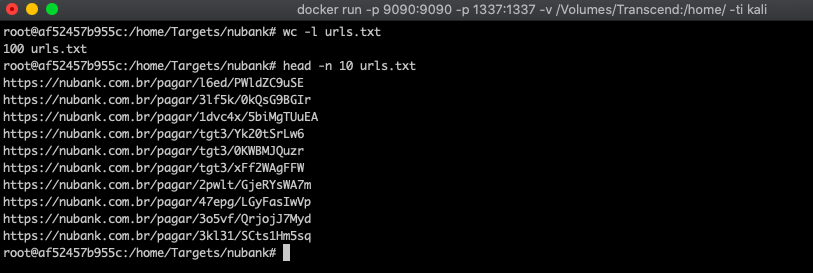 docker run -p 9090:9090 -p 1337:1337 -v /Volumes/Transcend:/home/ -ti kali
root@af52457b955c:/home/Targets/nubank# wc -l urls.txt
100 urls.txt
root@af52457b955c:/home/Targets/nubank# head -n 10 urls.txt
https://nubank.com.br/pagar/l6ed/PWldZC9uSE
https://nubank.com.br/pagar/3lf5k/0kQsG9BGIr
https://nubank.com.br/pagar/1dvc4x/5biMgTUuEA
https://nubank.com.br/pagar/tgt3/Yk20tSrLw6
https://nubank.com.br/pagar/tgt3/0KWBMJQuzr
https://nubank.com.br/pagar/tgt3/xFf2WAgFFW
https://nubank.com.br/pagar/2pwlt/GjeRYsWA7m
https://nubank.com.br/pagar/47epg/LGyFasIwVp
https://nubank.com.br/pagar/3o5vf/QrjojJ7Myd
https://nubank.com.br/pagar/3kl31/SCts1Hm5sq
root@af52457b955c:/home/Targets/nubank#